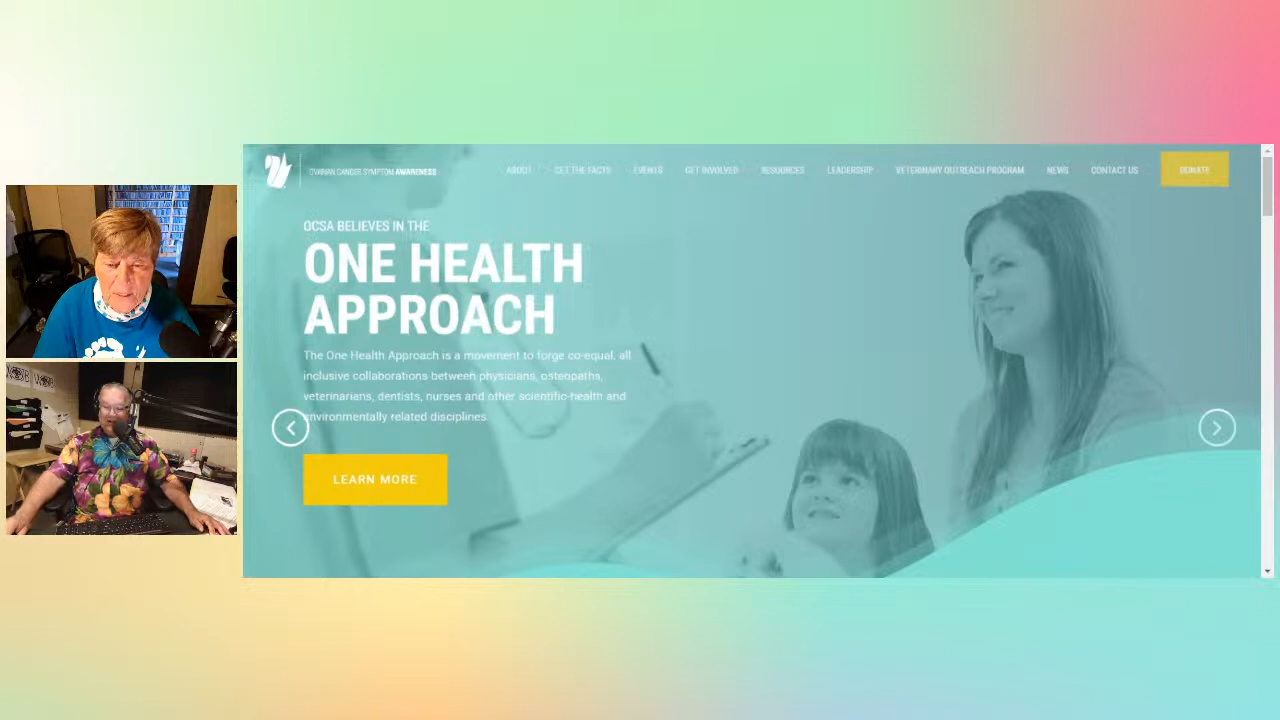 OVARIAN CANCER SYMPTOM AWARENESS
ABOUT GET THE FACTS EVENTS GET INVOLVED RESOURCES LEADERSHIP VETERINARY OUTREACH PROGRAM NEWS CONTACT US DONATE
OCSA BELIEVES IN THE
ONE HEALTH
APPROACH
The One Health Approach is a movement to forge co-equal, all
inclusive collaborations between physicians, osteopaths,
veterinarians, dentists, nurses and other scientific-health and
environmentally related disciplines.
LEARN MORE